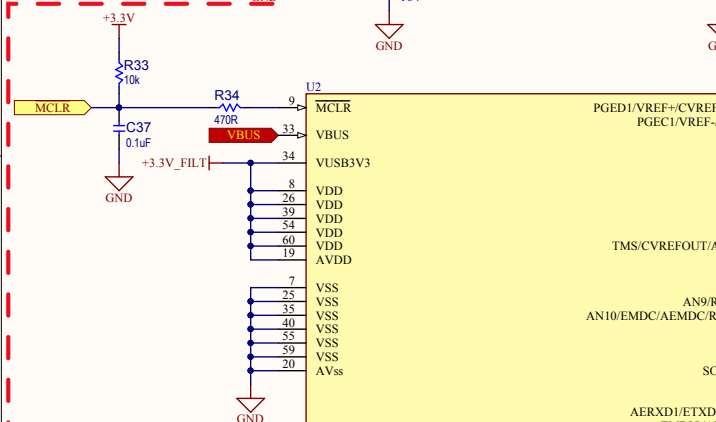 +3.3V
GND
R33
10k
U2
R34
MCLR
9
MCLR
PGED1/VREF+/CVREF
470R
PGEC1/VREF-
C37
VBUS
33
VBUS
0.1uF
+3.3V_FILT
34
VUSB3V3
GND
8
VDD
26
VDD
39
VDD
54
VDD
60
VDD
TMS/CVREFOUT/A
19
AVDD
7
VSS
25
VSS
AN9/R
35
VSS
AN10/EMDC/AEMDC/R
40
VSS
55
VSS
59
VSS
20
AVss
SO
GND
AERXD1/ETXD